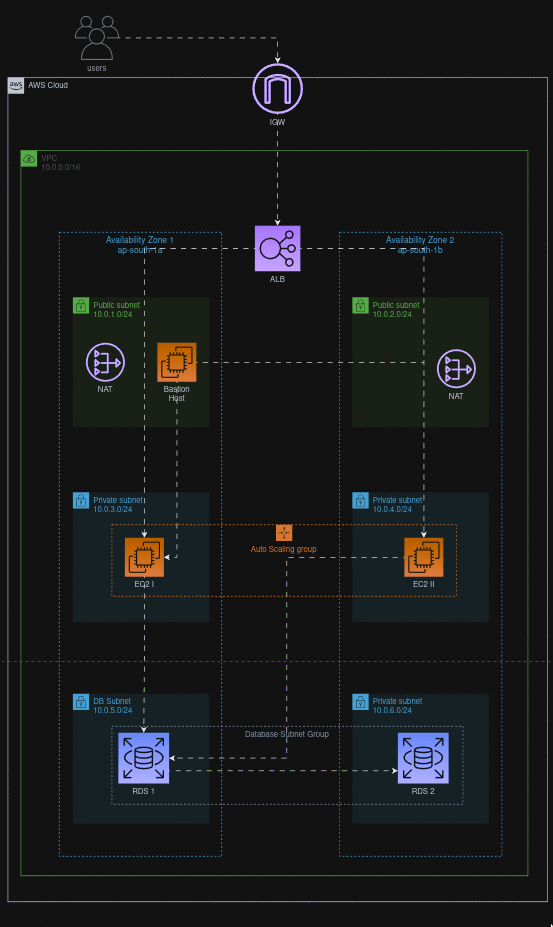 users
aws
AWS Cloud
IGW
VPC
10.0.0.0/16
Availability Zone 1
ap-south-1a
Availability Zone 2
ap-south-1b
ALB
Public subnet
10.0.1.0/24
Public subnet
10.0.2.0/24
NAT
Bastion
Host
NAT
Private subnet
10.0.3.0/24
Private subnet
10.0.4.0/24
Auto Scaling group
EC2 I
EC2 II
DB Subnet
10.0.5.0/24
Private subnet
10.0.6.0/24
Database Subnet Group
RDS 1
RDS 2